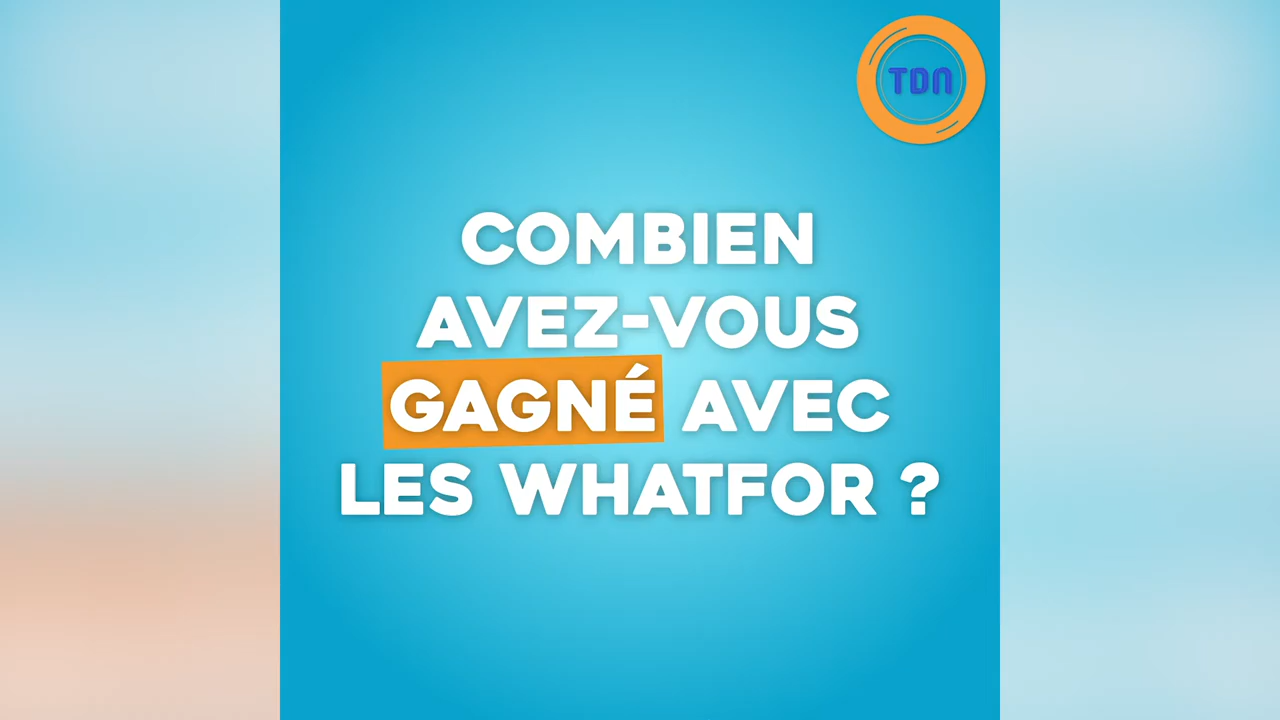 TDN
COMBIEN
AVEZ-VOUS
GAGNÉ AVEC
LES WHATFOR ?